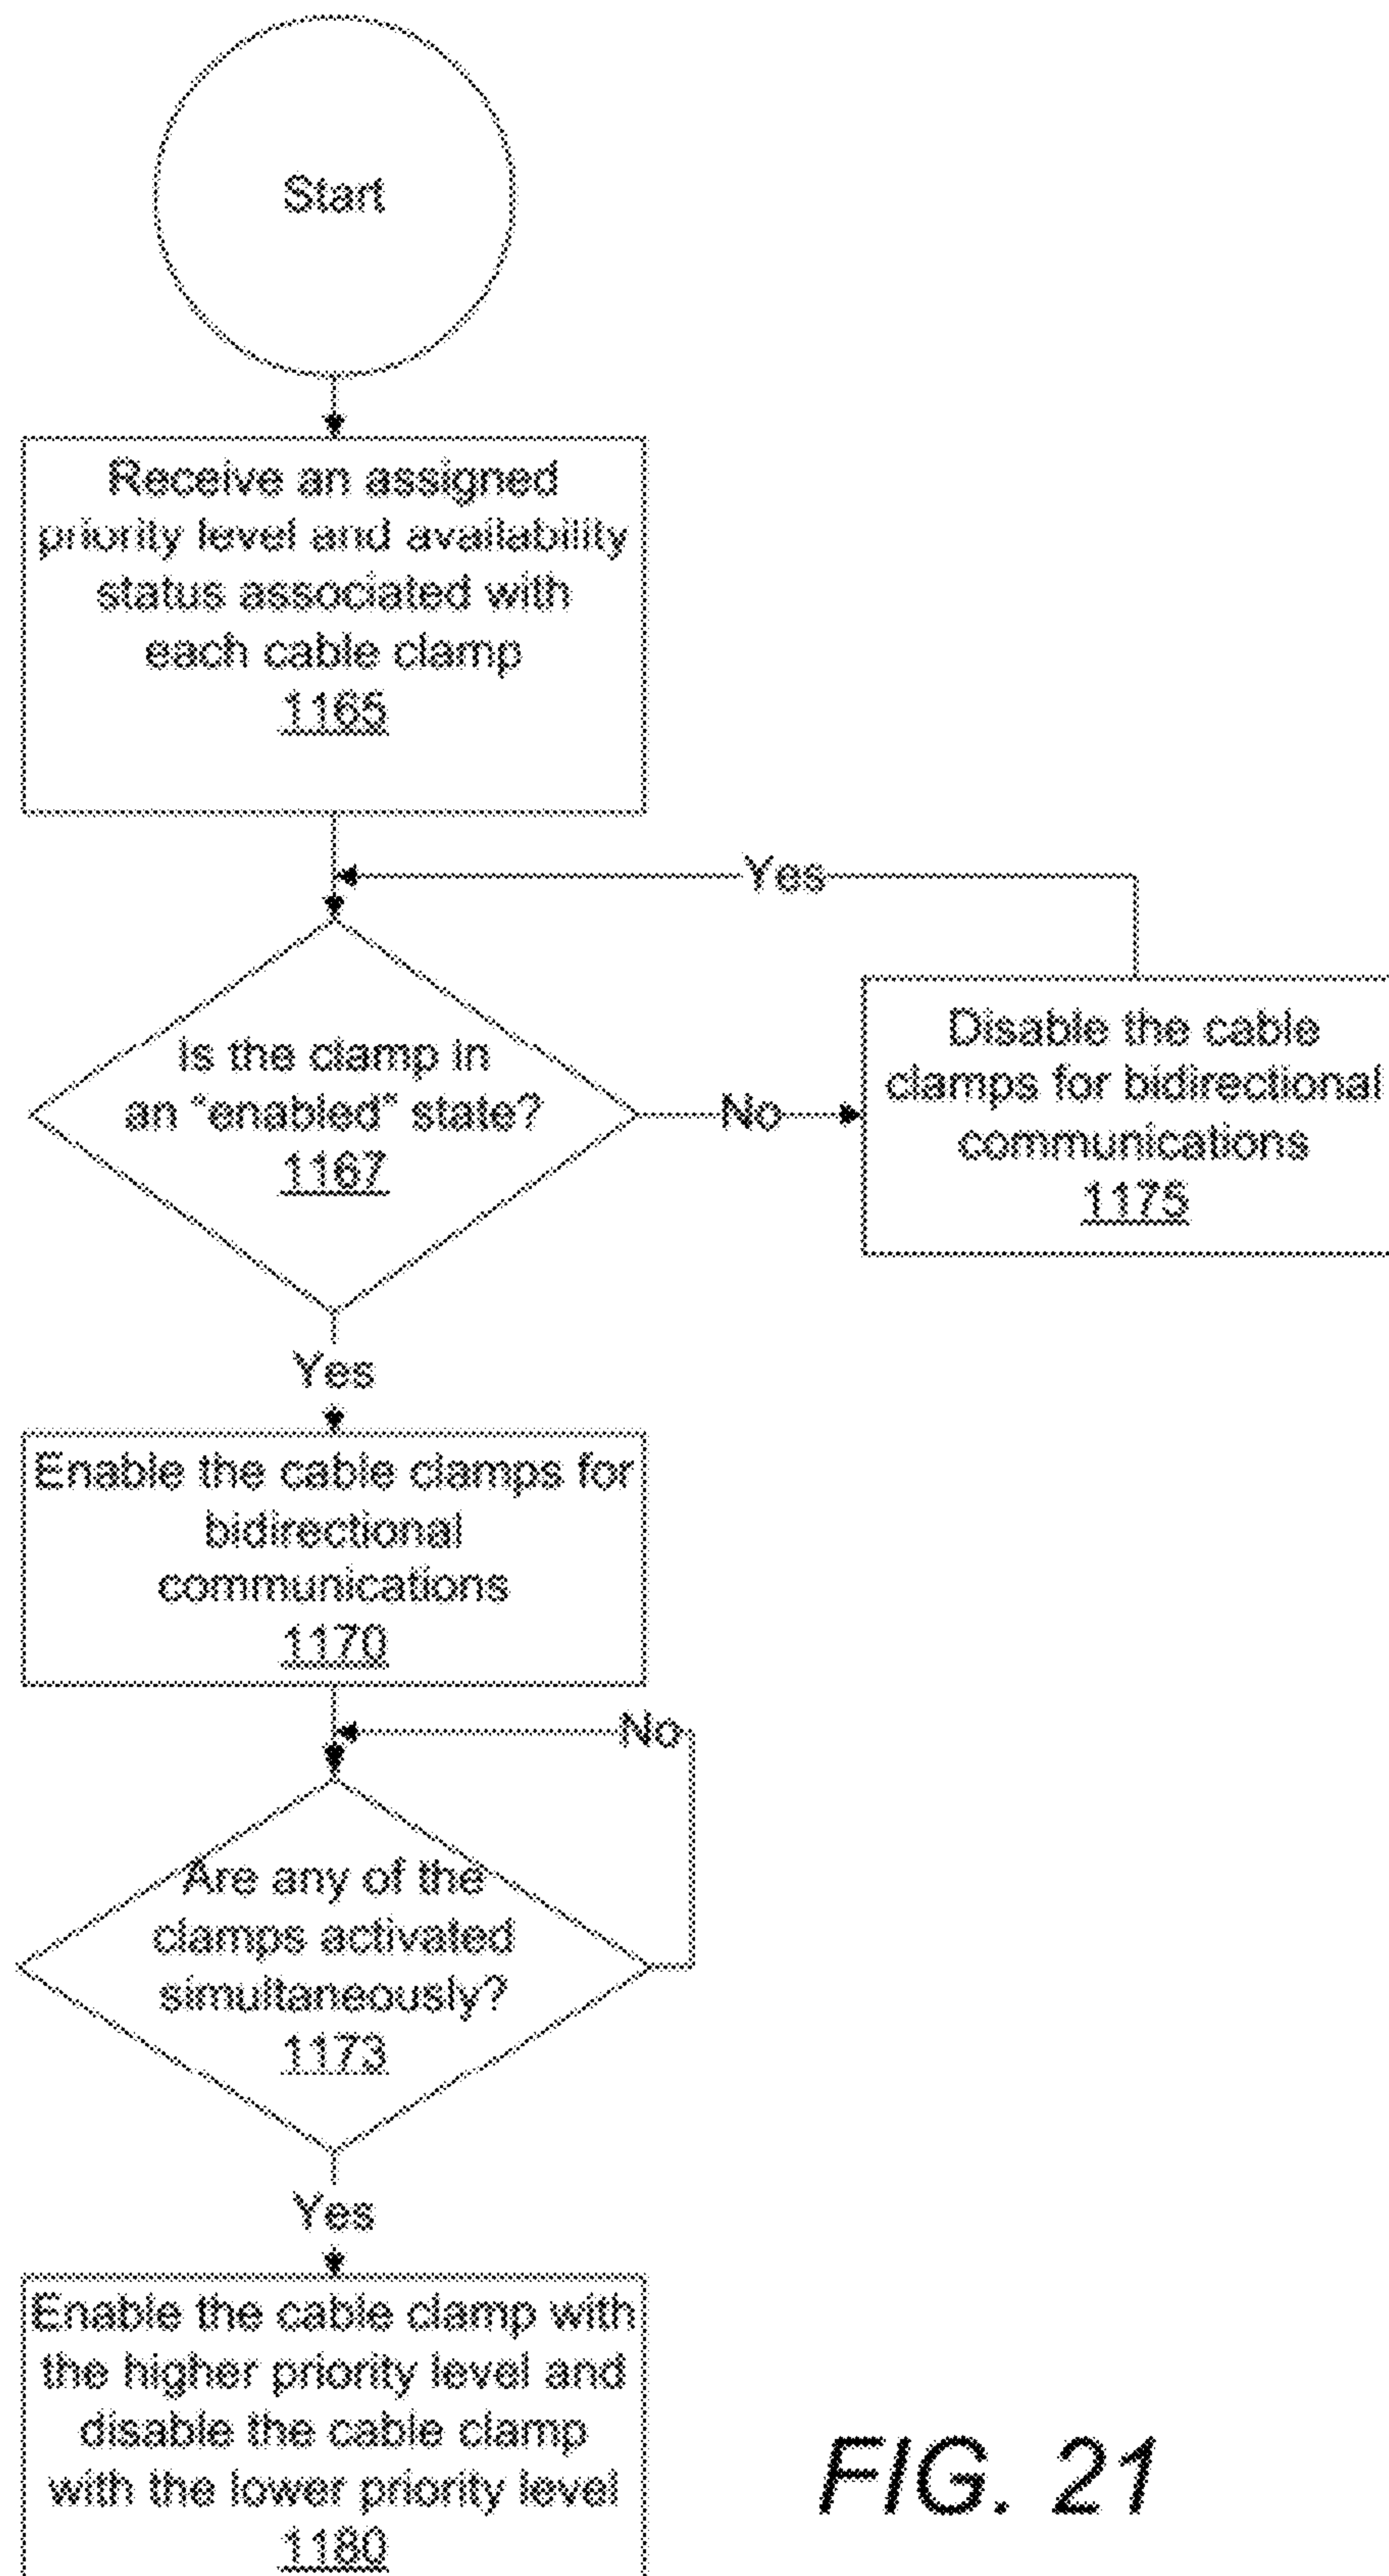 Start
Receive an assigned
priority level and availability
status associated with
each cable clamp
1165
Yes
Is the clamp in
an "enabled" state?
1167
No
Disable the cable
clamps for bidirectional
communications
1175
Yes
Enable the cable clamps for
bidirectional
communications
1170
No
Are any of the
clamps activated
simultaneously?
1173
Yes
Enable the cable clamp with
the higher priority level and
disable the cable clamp
with the lower priority level
1180
FIG. 21